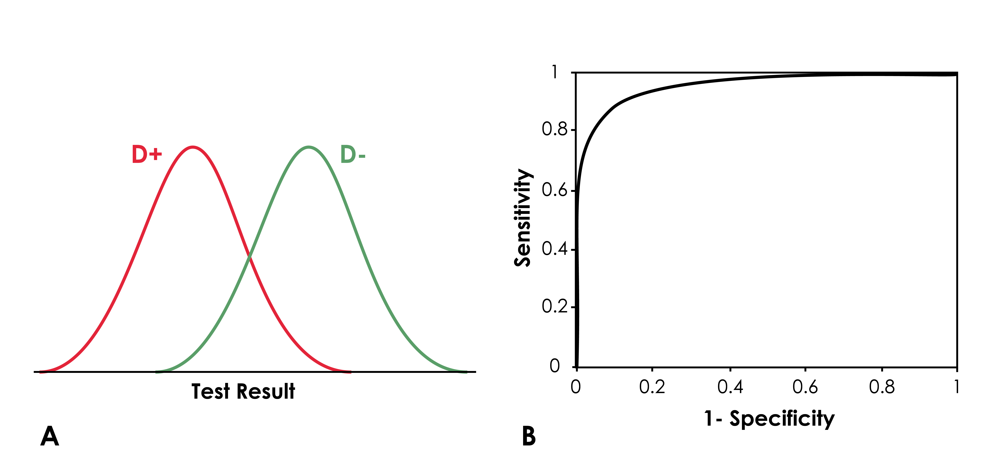 D+
D-
Test Result
A
Sensitivity
1
0.8
0.6
0.4
0.2
0
0 0.2 0.4 0.6 0.8 1
1- Specificity
B